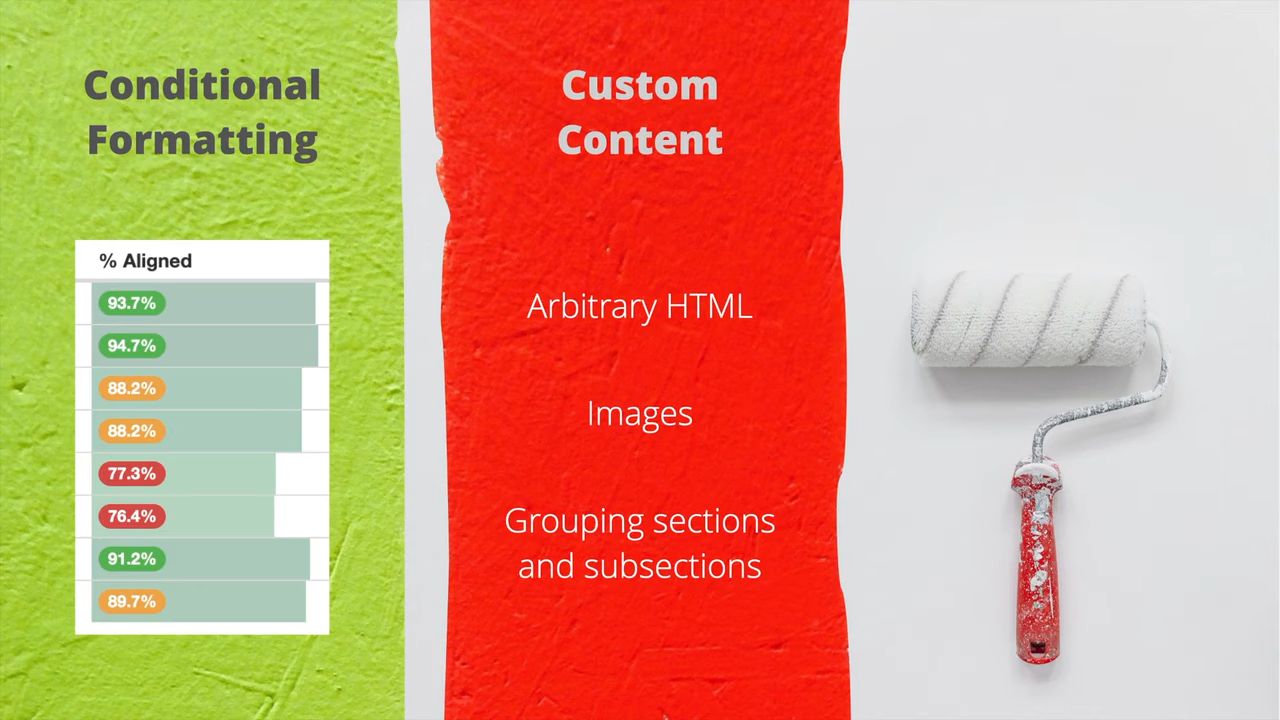 Conditional
Formatting
% Aligned
93.7%
94.7%
88.2%
88.2%
77.3%
76.4%
91.2%
89.7%
Custom
Content
Arbitrary HTML
Images
Grouping sections
and subsections